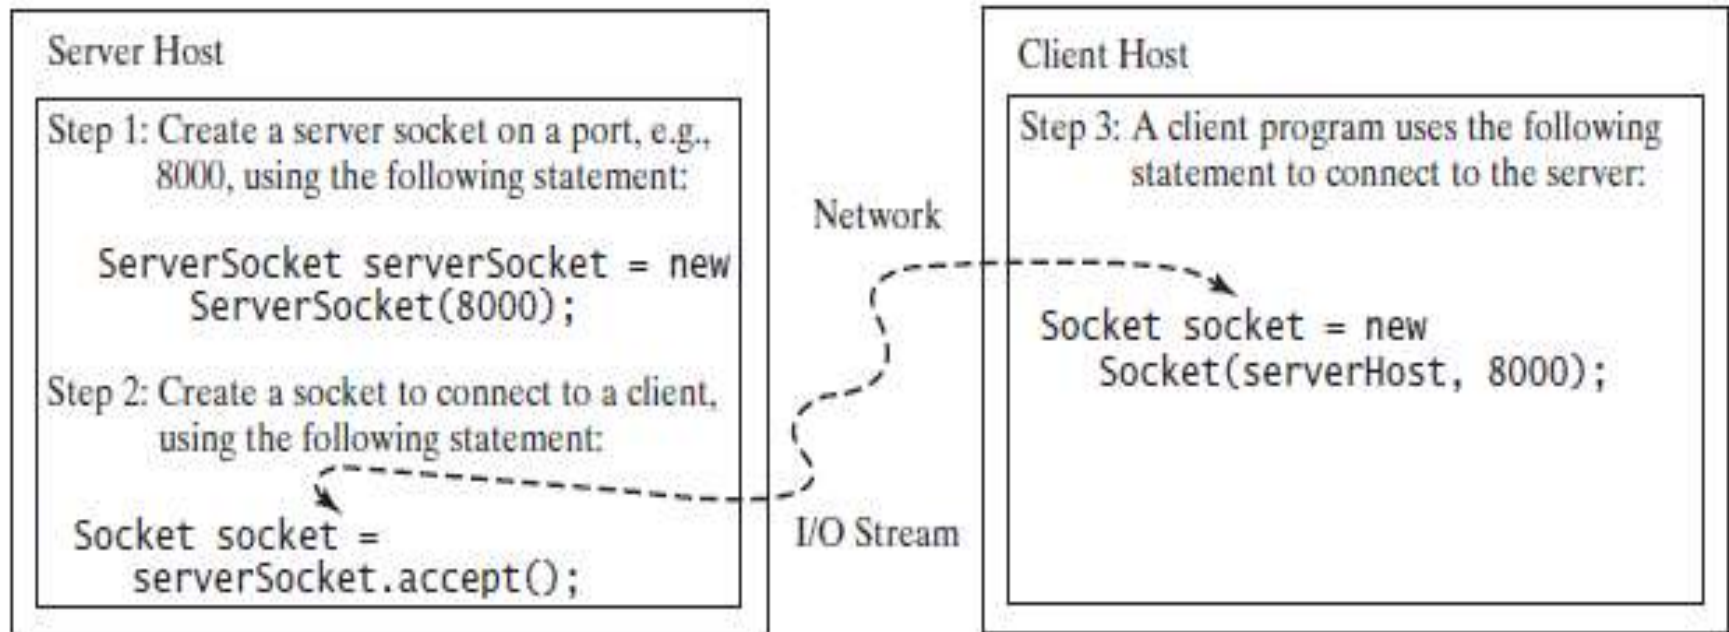 Server Host
Step 1: Create a server socket on a port, e.g.,
8000, using the following statement:
ServerSocket serverSocket = new
ServerSocket(8000);
Step 2: Create a socket to connect to a client,
using the following statement:
Socket socket =
serverSocket.accept();
Network
I/O Stream
Client Host
Step 3: A client program uses the following
statement to connect to the server:
Socket socket = new
Socket(serverHost, 8000);